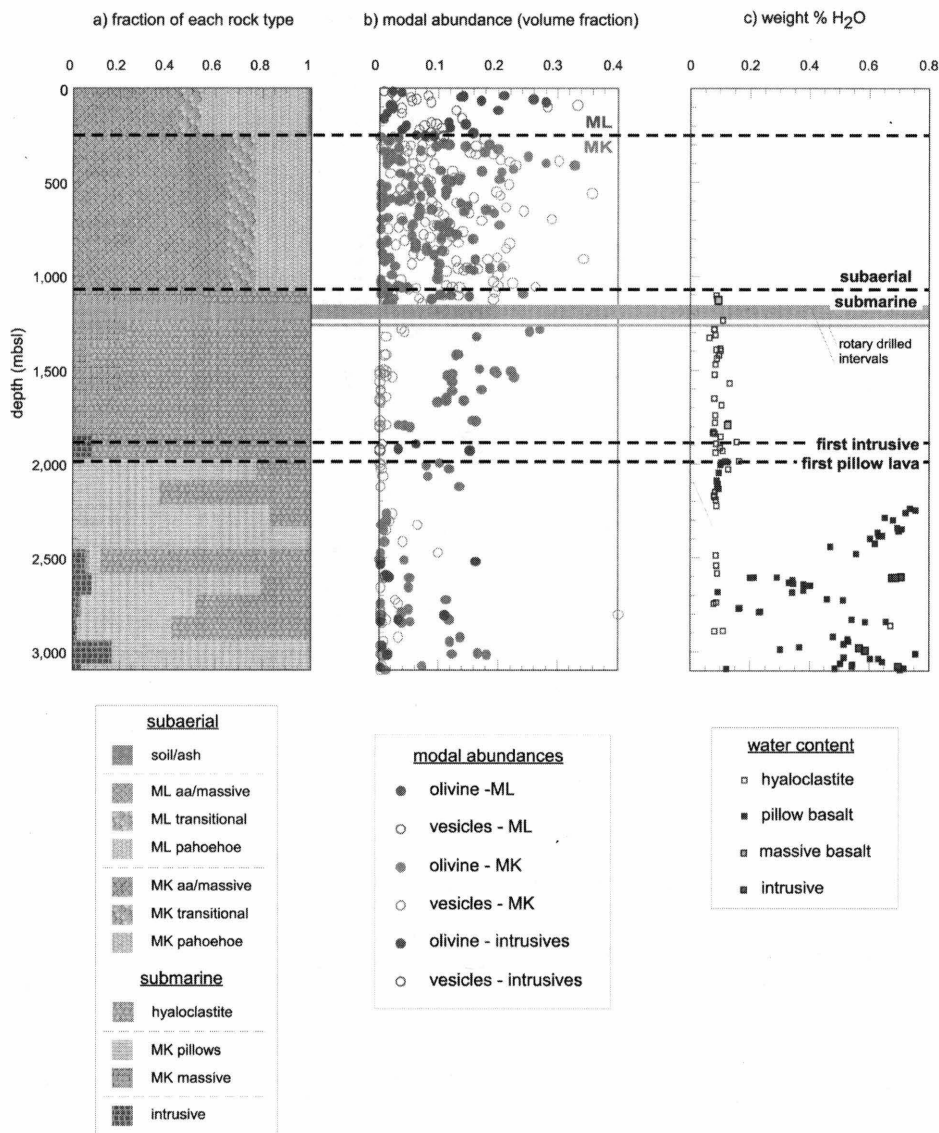 a) fraction of each rock type
b) modal abundance (volume fraction)
c) weight % H2O
0 0.2 0.4 0.6 0.8 1
0 0.1 0.2 0.3 0.4
0 0.2 0.4 0.6 0.8
depth (mbsl)
0
500
1,000
1,500
2,000
2,500
3,000
ML
MK
subaerial
submarine
rotary drilled
intervals
first intrusive
first pillow lava
subaerial
soil/ash
ML aa/massive
ML transitional
ML pahoehoe
MK aa/massive
MK transitional
MK pahoehoe
submarine
hyaloclastite
MK pillows
MK massive
intrusive
modal abundances
olivine -ML
vesicles - ML
olivine - MK
vesicles - MK
olivine - intrusives
vesicles - intrusives
water content
hyaloclastite
pillow basalt
massive basalt
intrusive